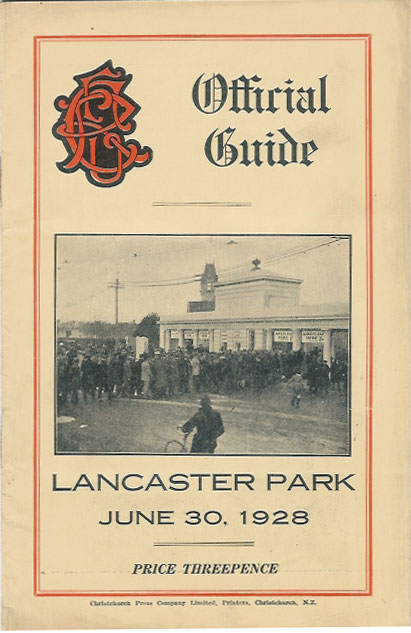 Official
Guide
LANCASTER PARK
JUNE 30, 1928
PRICE THREEPENCE
Christchurch Press Company Limited, Printers, Christchurch, N.Z.